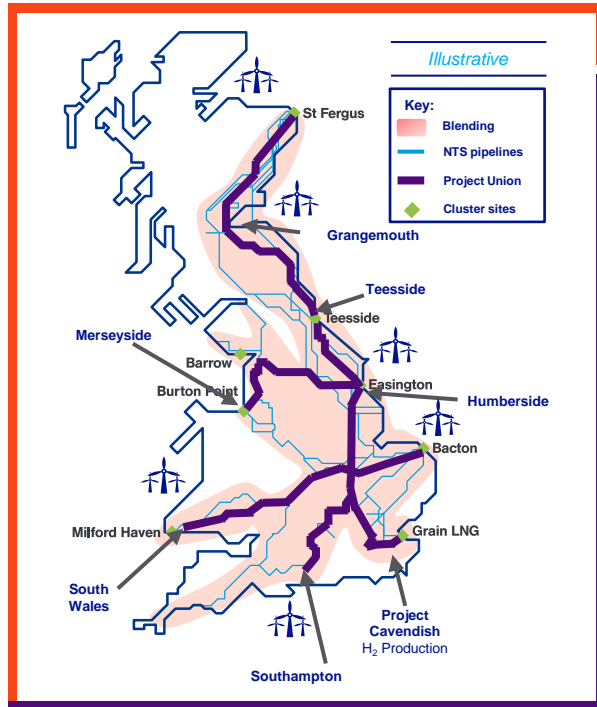 Illustrative
Key:
Blending
NTS pipelines
Project Union
Cluster sites
St Fergus
Grangemouth
Teesside
Teesside
Merseyside
Barrow
Burton Point
Easington
Humberside
Bacton
Milford Haven
Grain LNG
South
Wales
Project
Cavendish
H₂ Production
Southampton